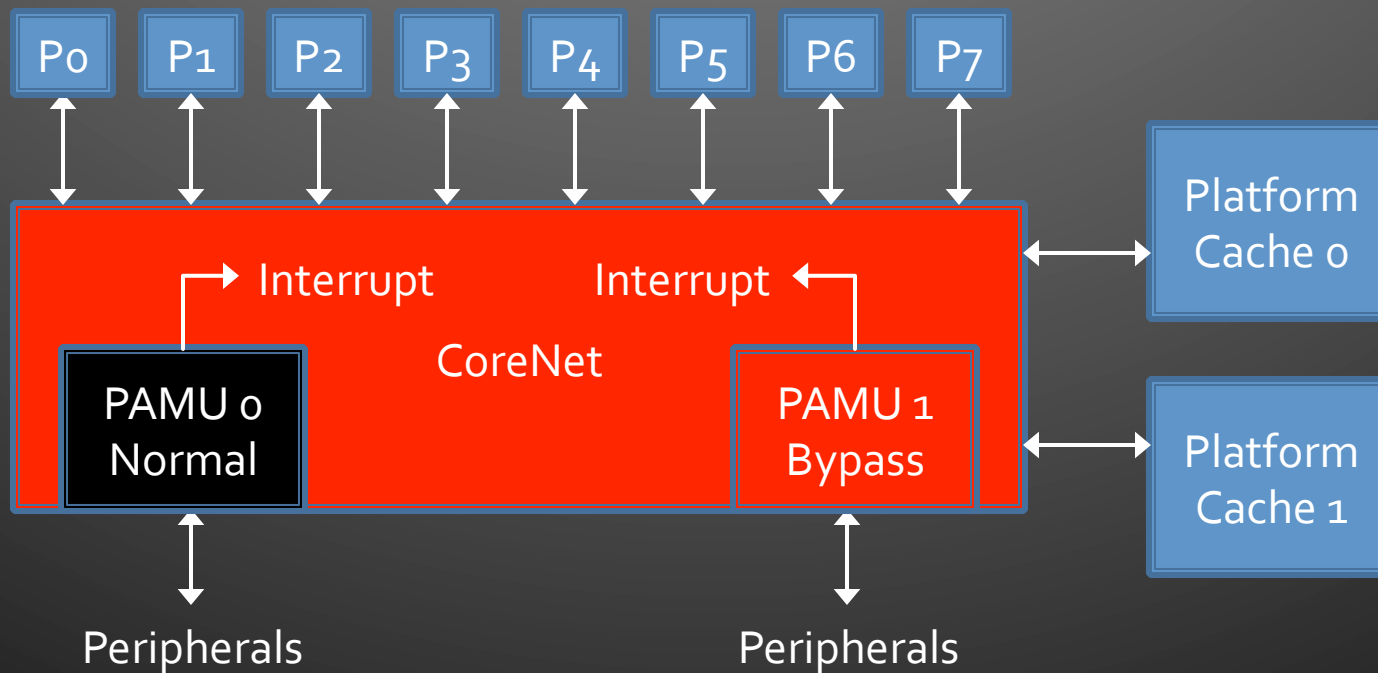 P0
P1
P2
P3
P4
P5
P6
P7
Platform
Cache 0
Interrupt
Interrupt
CoreNet
PAMU 0
Normal
PAMU 1
Bypass
Platform
Cache 1
Peripherals
Peripherals